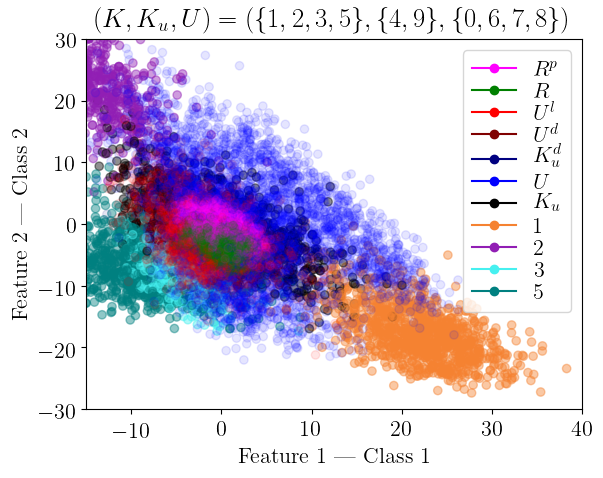 (K, K_u, U) = ({1, 2, 3, 5}, {4, 9}, {0, 6, 7, 8})
30
20
10
0
−10
−20
−30
Feature 2 — Class 2
−10
0
10
20
30
40
Feature 1 — Class 1
R^p
R
U^l
U^d
K_u^d
U
K_u
1
2
3
5